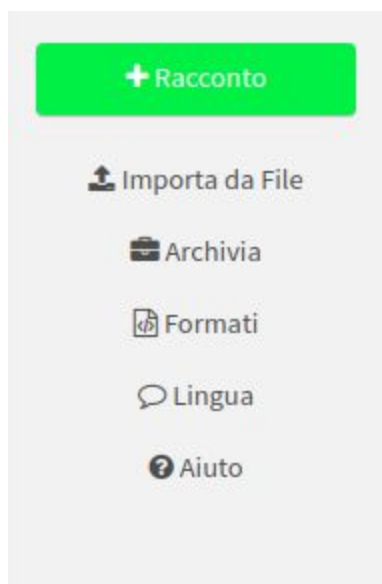 Racconto
Importa da File
Archivia
Formati
Lingua
Aiuto